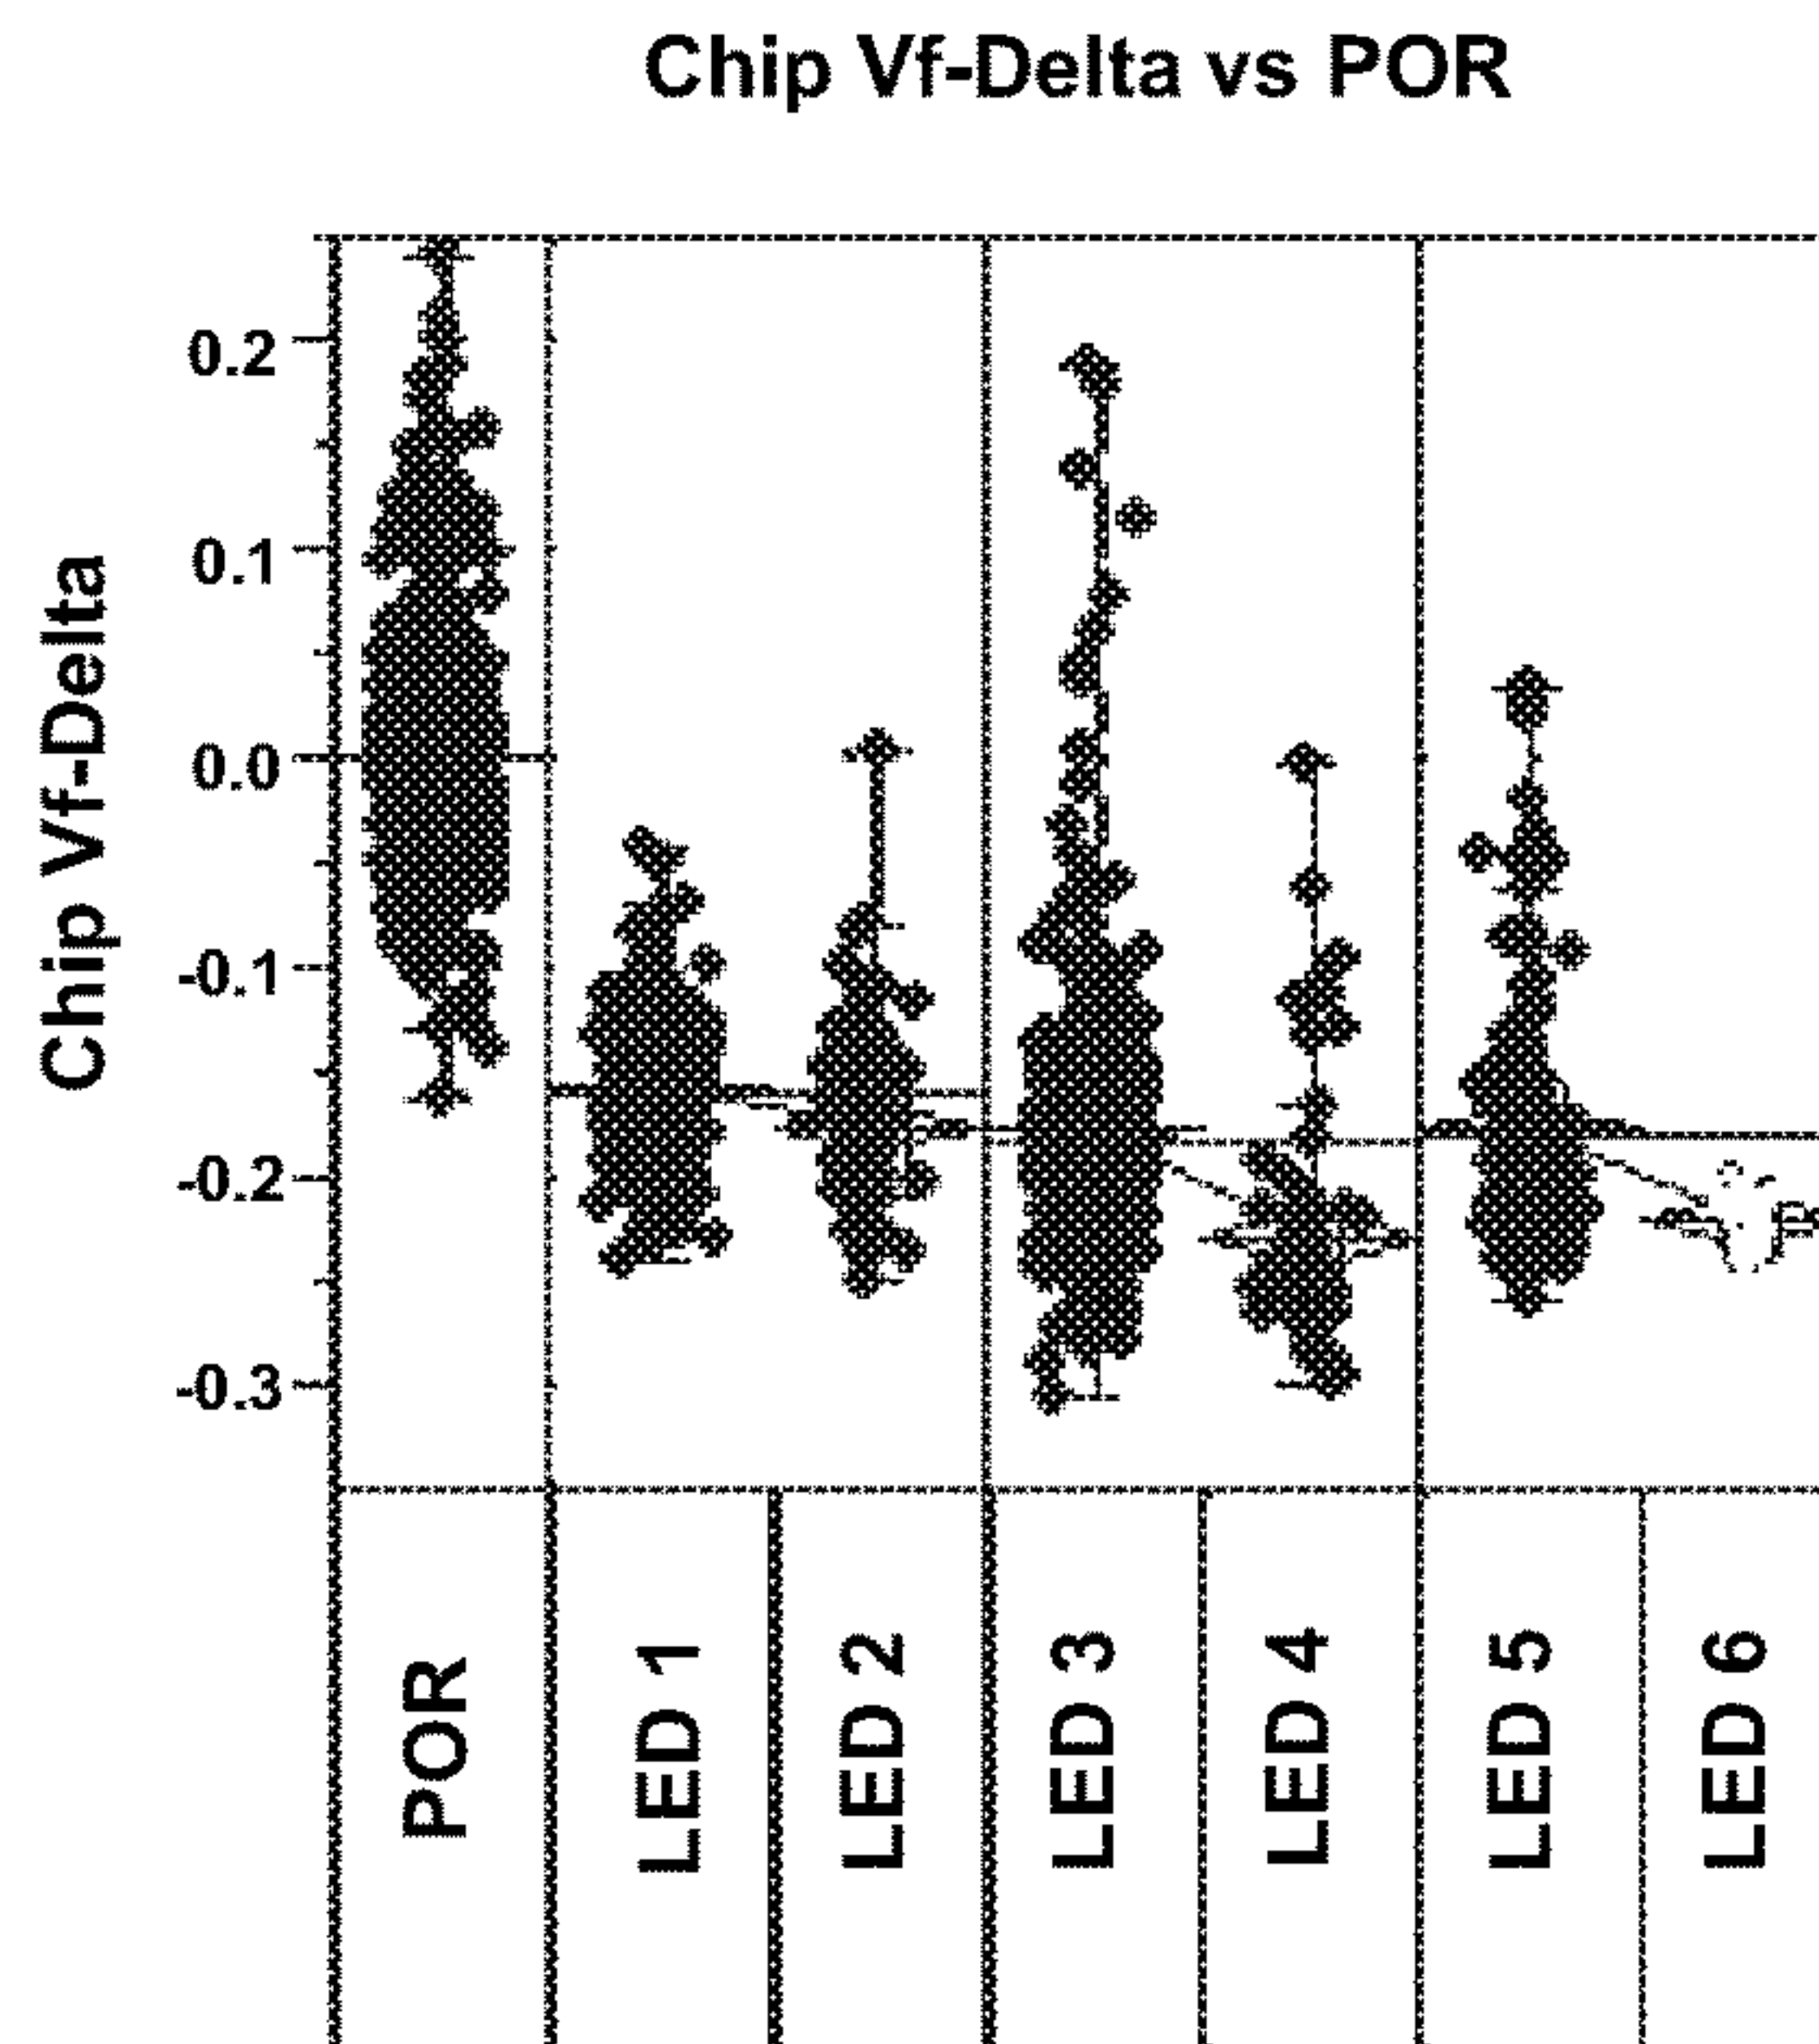 Chip Vf-Delta vs POR
Chip Vf-Delta
0.2
0.1
0.0
-0.1
-0.2
-0.3
POR
LED 1
LED 2
LED 3
LED 4
LED 5
LED 6